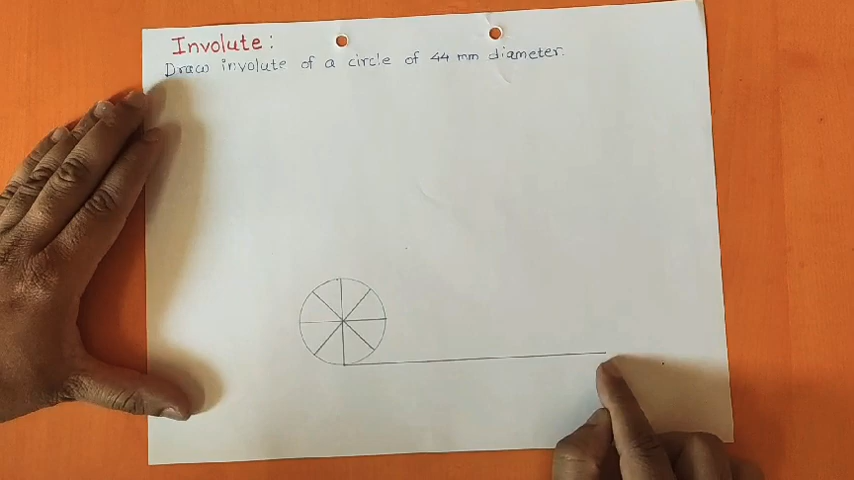 Involute:
Draw involute of a circle of 44 mm diameter.